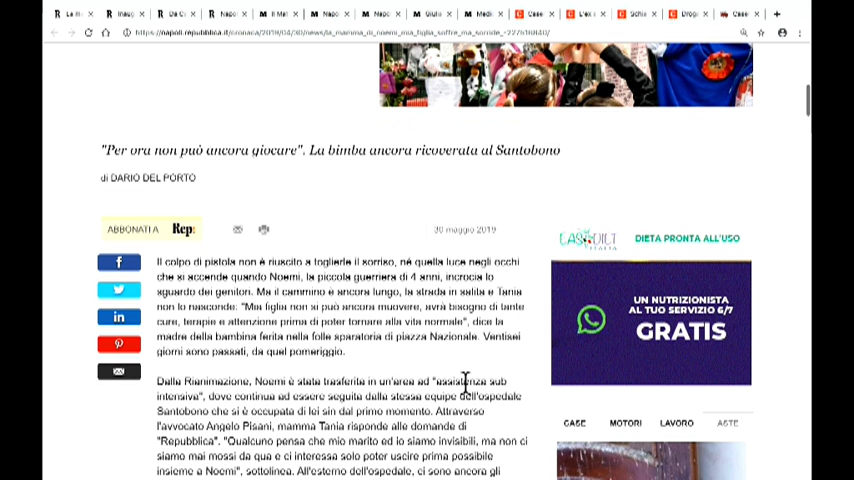 "Per ora non può ancora giocare". La bimba ancora ricoverata al Santobono
di DARIO DEL PORTO
ABBONATI A Rep:
30 maggio 2019
Il colpo di pistola non è riuscito a toglierle il sorriso, né quella luce negli occhi
che si accende quando Noemi, la piccola guerriera di 4 anni, incrocia lo
sguardo dei genitori. Ma il cammino è ancora lungo, la strada in salita e Tania
non lo nasconde: "Mia figlia non si può ancora muovere, avrà bisogno di tante
cure, terapie e attenzione prima di poter tornare alla vita normale", dice la
madre della bambina ferita nella folle sparatoria di piazza Nazionale. Ventisei
giorni sono passati, da quel pomeriggio.
Dalla Rianimazione, Noemi è stata trasferita in un'area ad "assistenza sub
intensiva", dove continua ad essere seguita dalla stessa equipe dell'ospedale
Santobono che si è occupata di lei sin dal primo momento. Attraverso
l'avvocato Angelo Pisani, mamma Tania risponde alle domande di
"Repubblica". "Qualcuno pensa che mio marito ed io siamo invisibili, ma non ci
siamo mai mossi da qua e ci interessa solo poter uscire prima possibile
insieme a Noemi", sottolinea. All'esterno dell'ospedale, ci sono ancora gli
DIETA PRONTA ALL'USO
UN NUTRIZIONISTA
AL TUO SERVIZIO 6/7
GRATIS
CASE MOTORI LAVORO ASTE